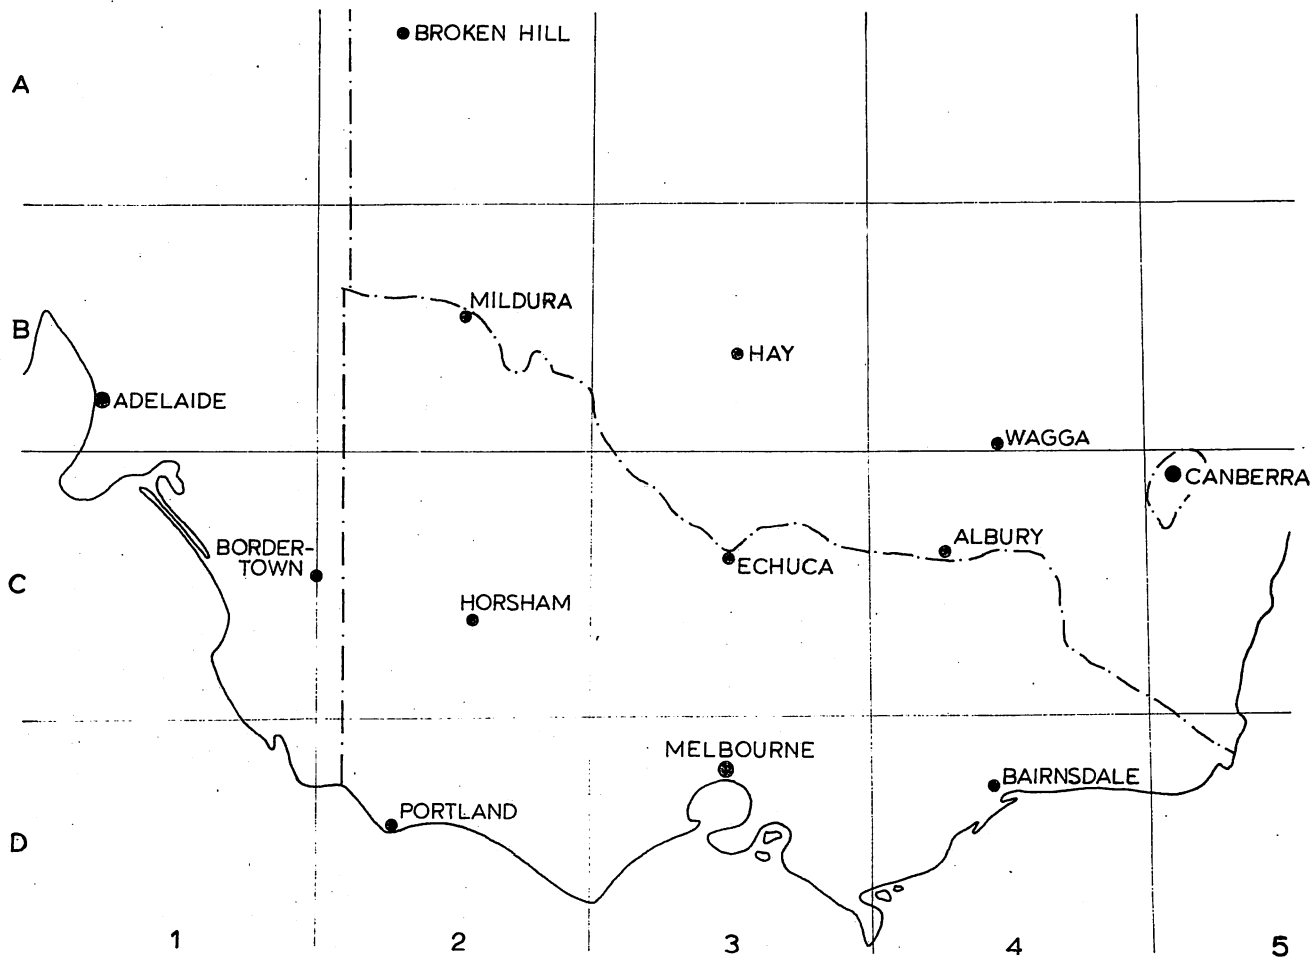 BROKEN HILL
A
MILDURA
B
HAY
ADELAIDE
WAGGA
CANBERRA
ALBURY
BORDER-
TOWN
ECHUCA
C
HORSHAM
MELBOURNE
BAIRNSDALE
PORTLAND
D
1
2
3
4
5